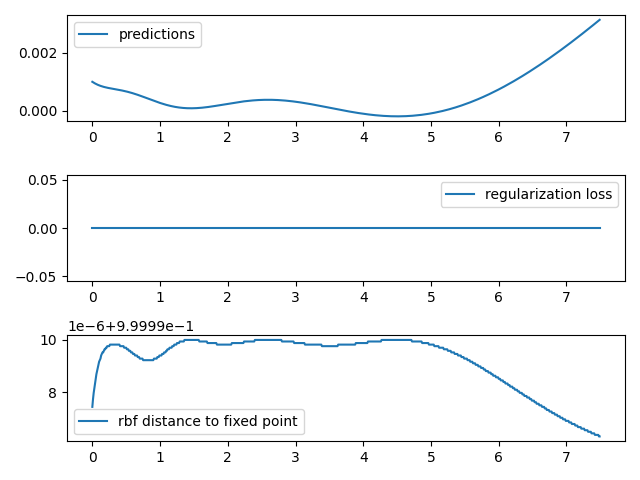 predictions
0.002
0.000
0 1 2 3 4 5 6 7
regularization loss
0.05
0.00
−0.05
0 1 2 3 4 5 6 7
1e-6+9.9999e-1
10
8
rbf distance to fixed point
0 1 2 3 4 5 6 7